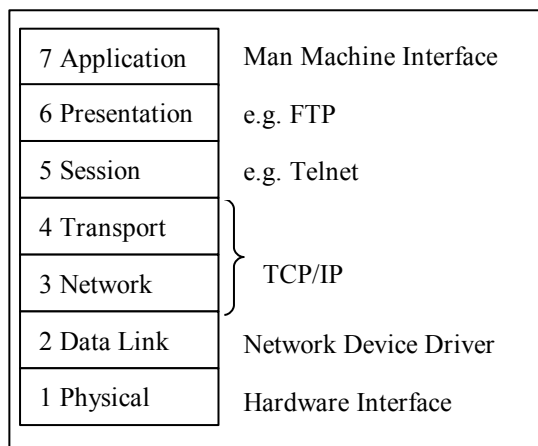 7 Application Man Machine Interface
6 Presentation e.g. FTP
5 Session e.g. Telnet
4 Transport
TCP/IP
3 Network
2 Data Link Network Device Driver
1 Physical Hardware Interface